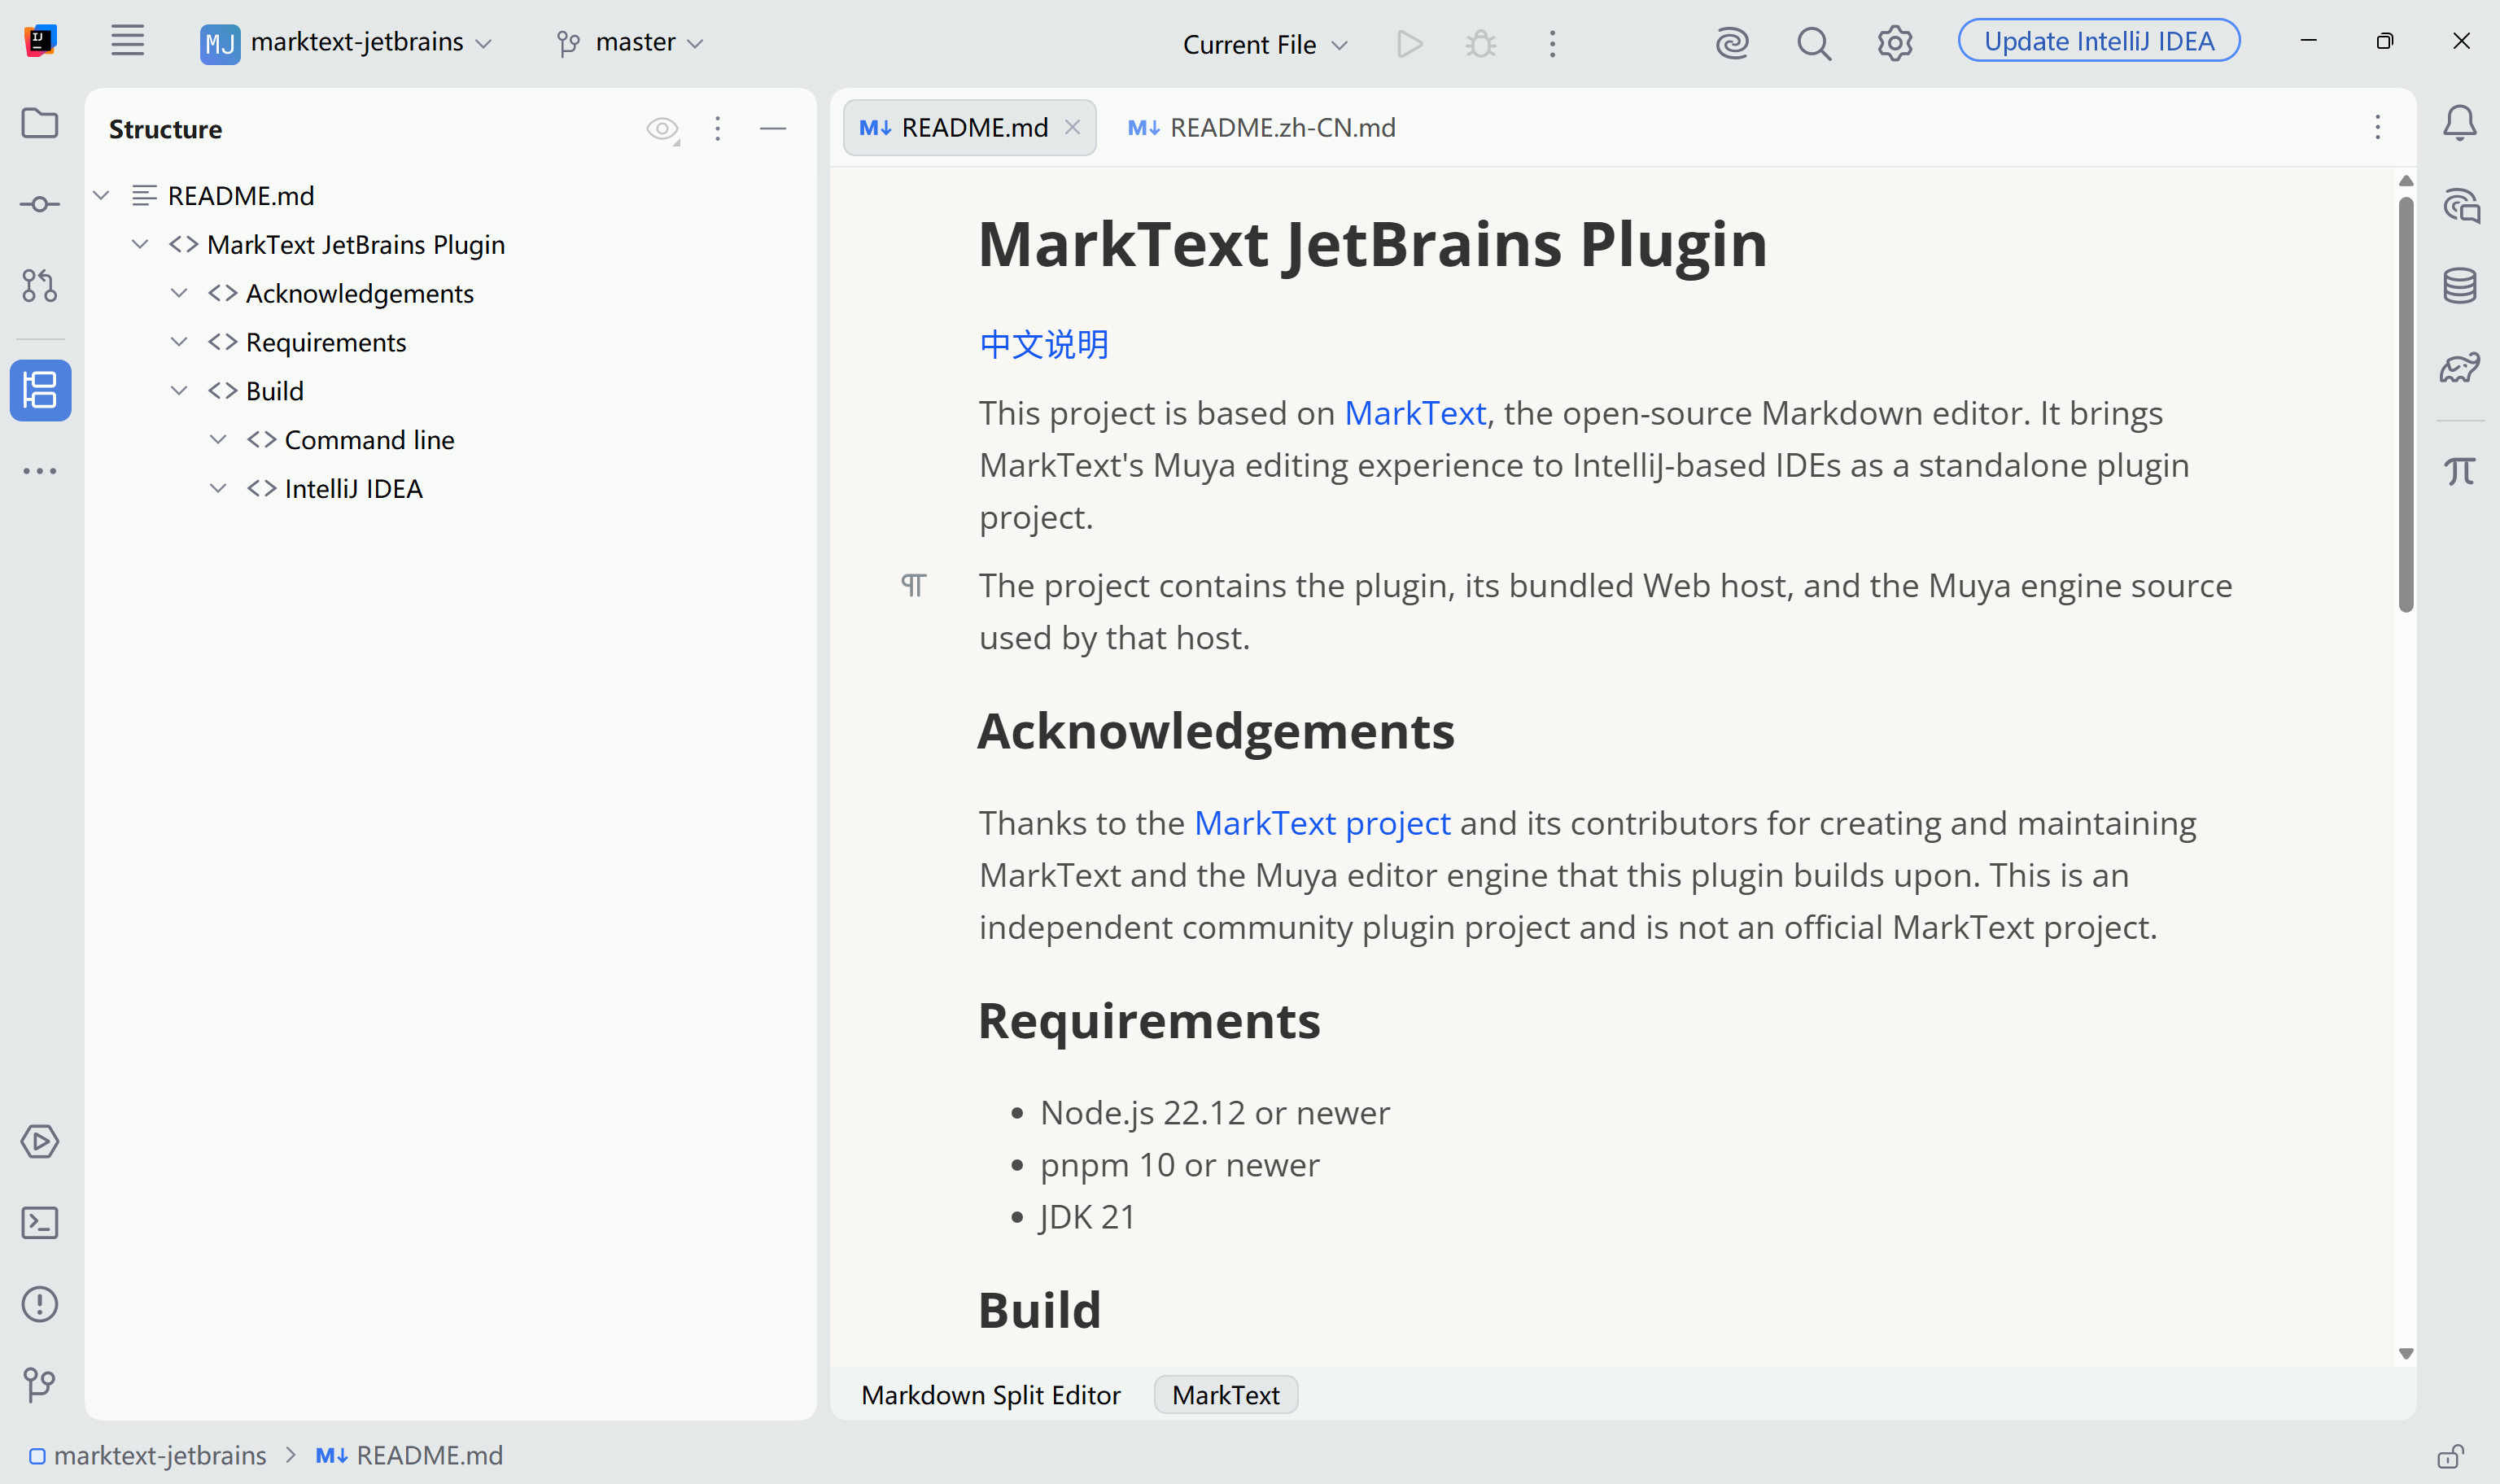 MJ marktext-jetbrains master Current File Update IntelliJ IDEA
Structure
README.md
MarkText JetBrains Plugin
Acknowledgements
Requirements
Build
Command line
IntelliJ IDEA
M↓ README.md M↓ README.zh-CN.md
MarkText JetBrains Plugin
中文说明
This project is based on MarkText, the open-source Markdown editor. It brings
MarkText's Muya editing experience to IntelliJ-based IDEs as a standalone plugin
project.
¶ The project contains the plugin, its bundled Web host, and the Muya engine source
used by that host.
Acknowledgements
Thanks to the MarkText project and its contributors for creating and maintaining
MarkText and the Muya editor engine that this plugin builds upon. This is an
independent community plugin project and is not an official MarkText project.
Requirements
• Node.js 22.12 or newer
• pnpm 10 or newer
• JDK 21
Build
Markdown Split Editor MarkText
marktext-jetbrains > M↓ README.md